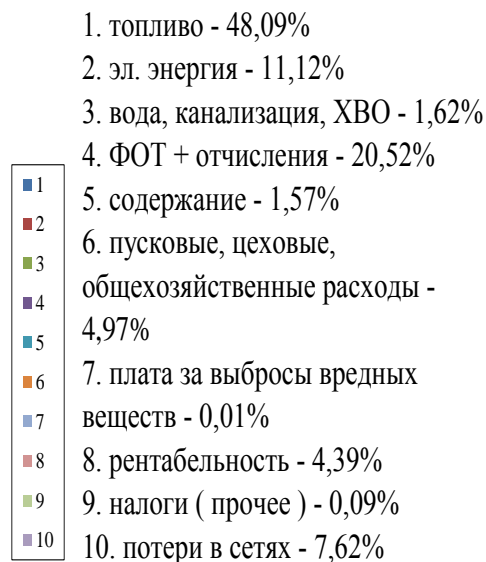 1. топливо - 48,09%
2. эл. энергия - 11,12%
3. вода, канализация, ХВО - 1,62%
4. ФОТ + отчисления - 20,52%
5. содержание - 1,57%
6. пусковые, цеховые,
общехозяйственные расходы -
4,97%
7. плата за выбросы вредных
веществ - 0,01%
8. рентабельность - 4,39%
9. налоги ( прочее ) - 0,09%
10. потери в сетях - 7,62%
1
2
3
4
5
6
7
8
9
10